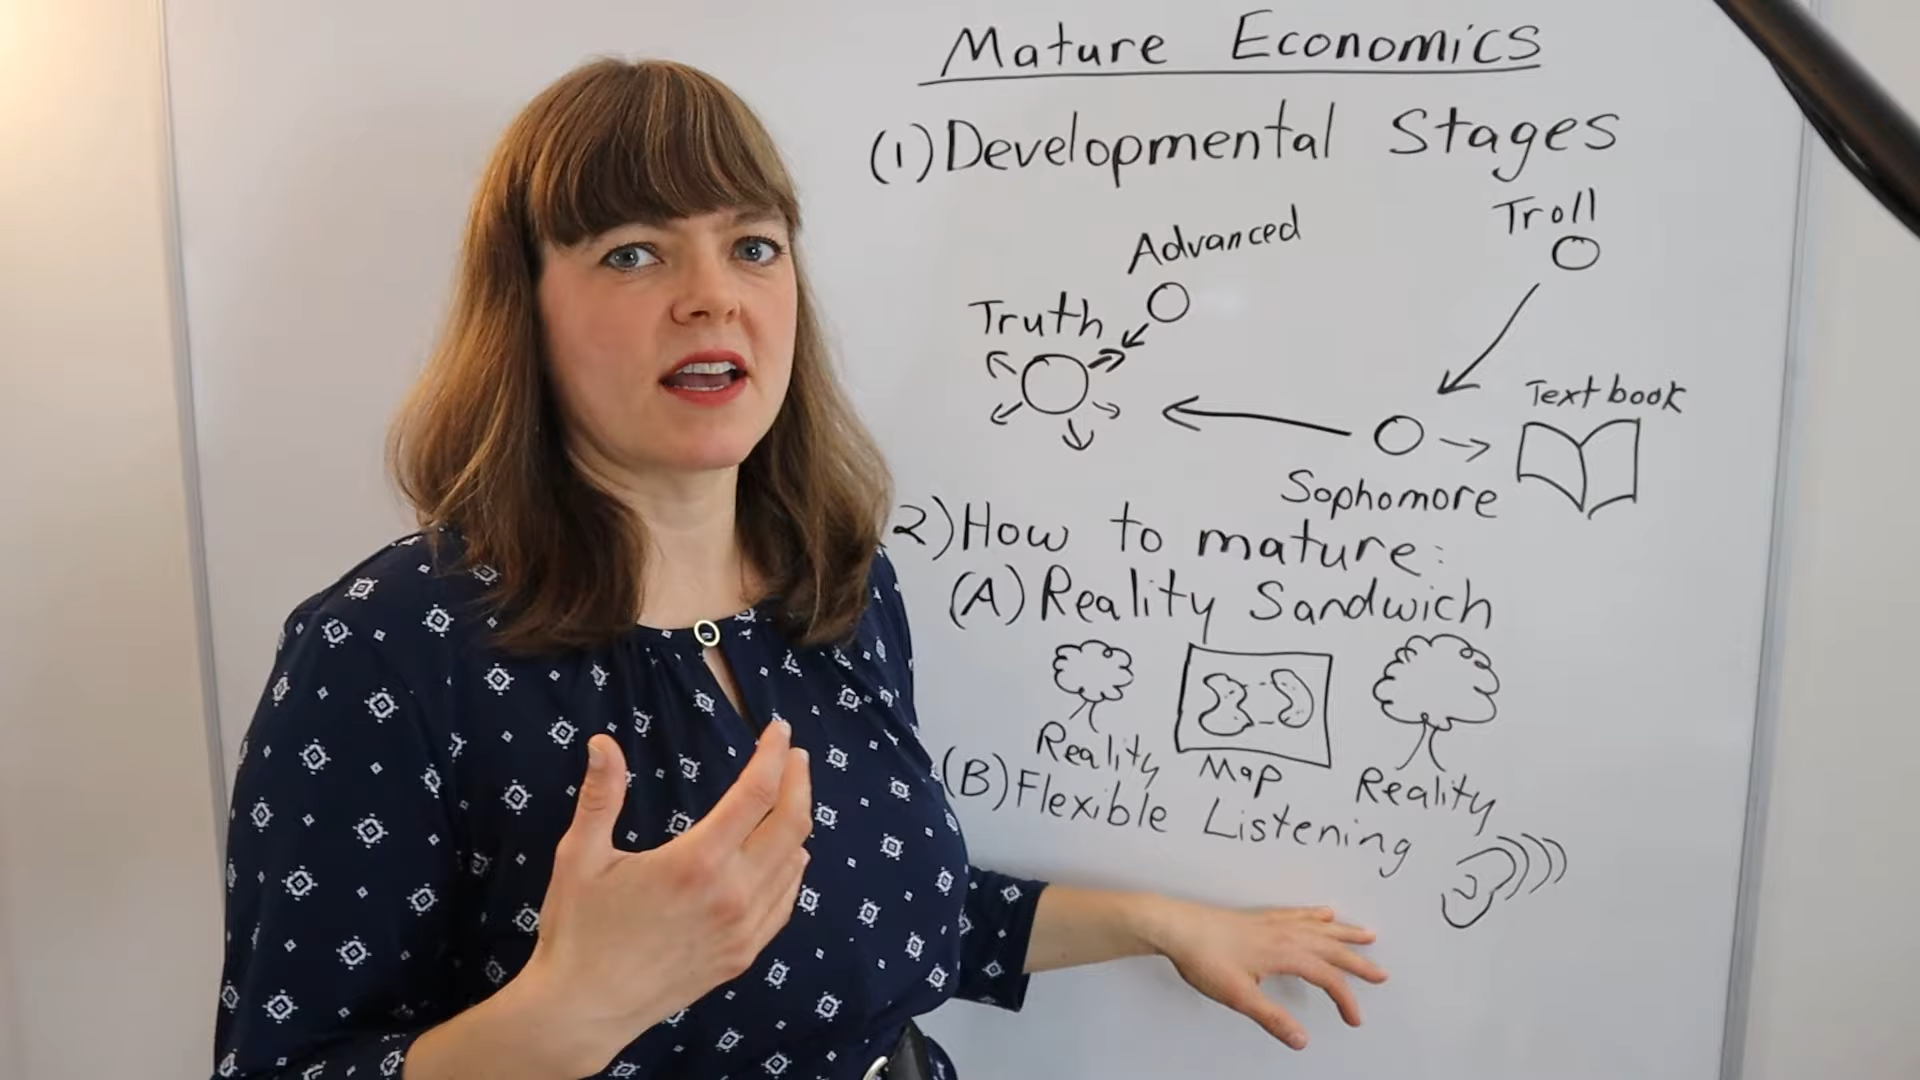 Mature Economics
(1) Developmental Stages
Troll
Advanced
Truth
Textbook
Sophomore
2) How to mature:
(A) Reality Sandwich
Reality
Map
Reality
(B) Flexible Listening